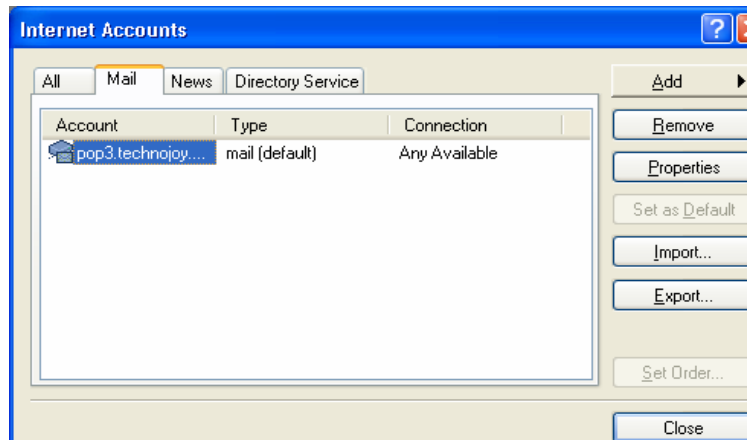 Internet Accounts
All Mail News Directory Service
Account Type Connection
pop3.technojoy.... mail (default) Any Available
Add
Remove
Properties
Set as Default
Import...
Export...
Set Order...
Close